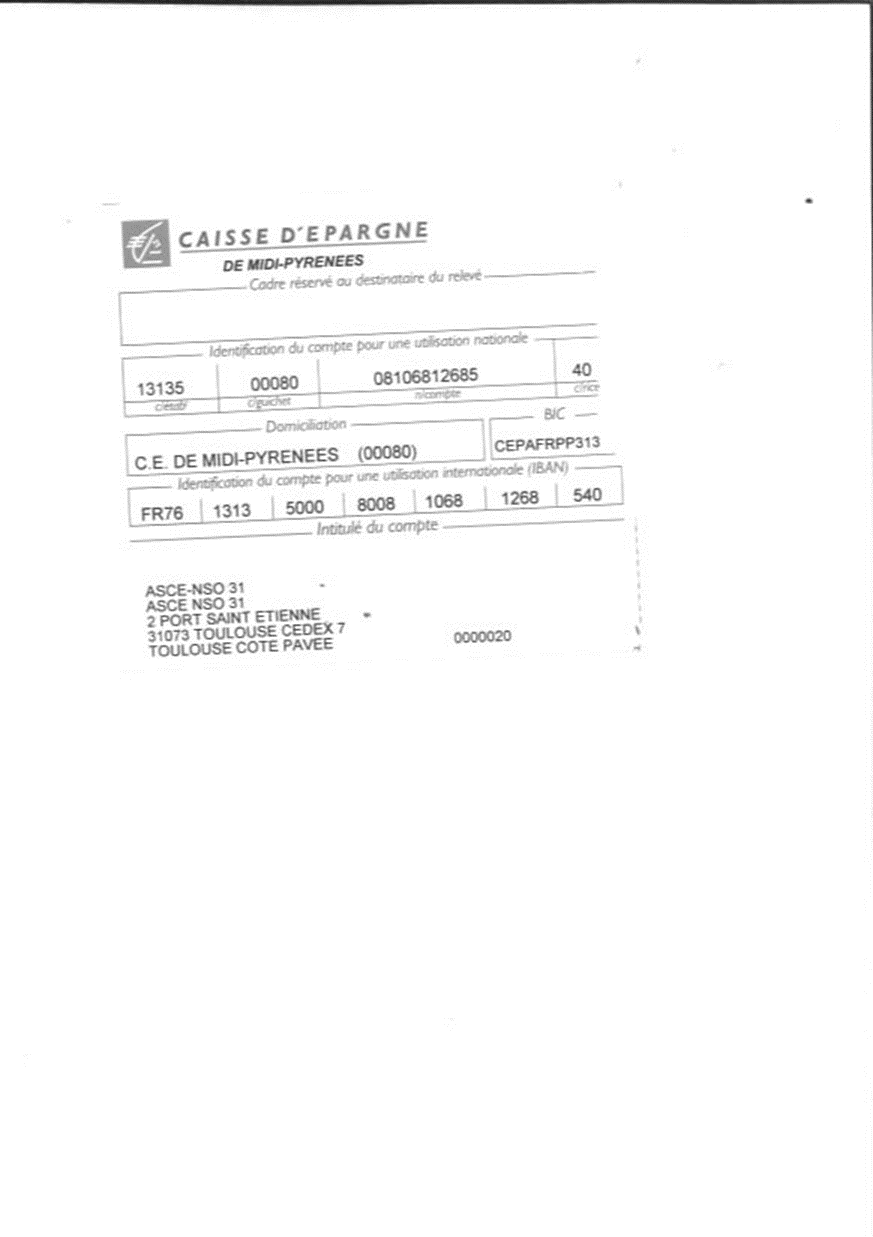 CAISSE D'EPARGNE
DE MIDI-PYRENEES
Cadre réservé au destinataire du relevé
Identification du compte pour une utilisation nationale
13135 00080 08106812685 40
c/étab/ c/guichet n/compte c/rice
Domiciliation BIC
C.E. DE MIDI-PYRENEES (00080) CEPAFRPP313
Identification du compte pour une utilisation internationale (IBAN)
FR76 1313 5000 8008 1068 1268 540
Intitulé du compte
ASCE-NSO 31
ASCE NSO 31
2 PORT SAINT ETIENNE
31073 TOULOUSE CEDEX 7
TOULOUSE COTE PAVEE 0000020